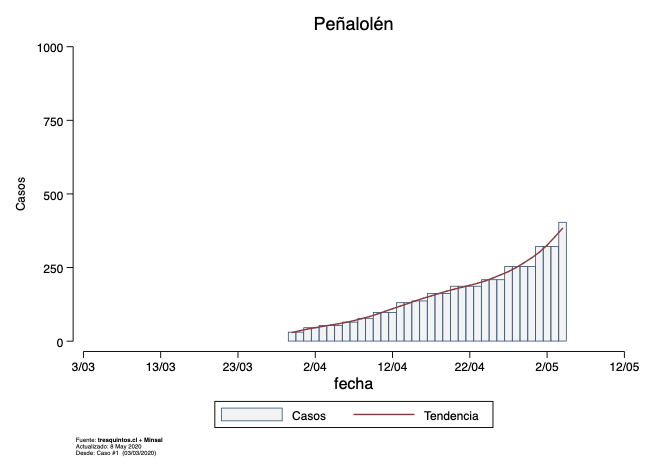 Peñalolén
1000
750
500
250
0
Casos
3/03 13/03 23/03 2/04 12/04 22/04 2/05 12/05
fecha
Casos Tendencia
Fuente: tresquintos.cl + Minsal
Actualizado: 8 May 2020
Desde: Caso #1 (03/03/2020)